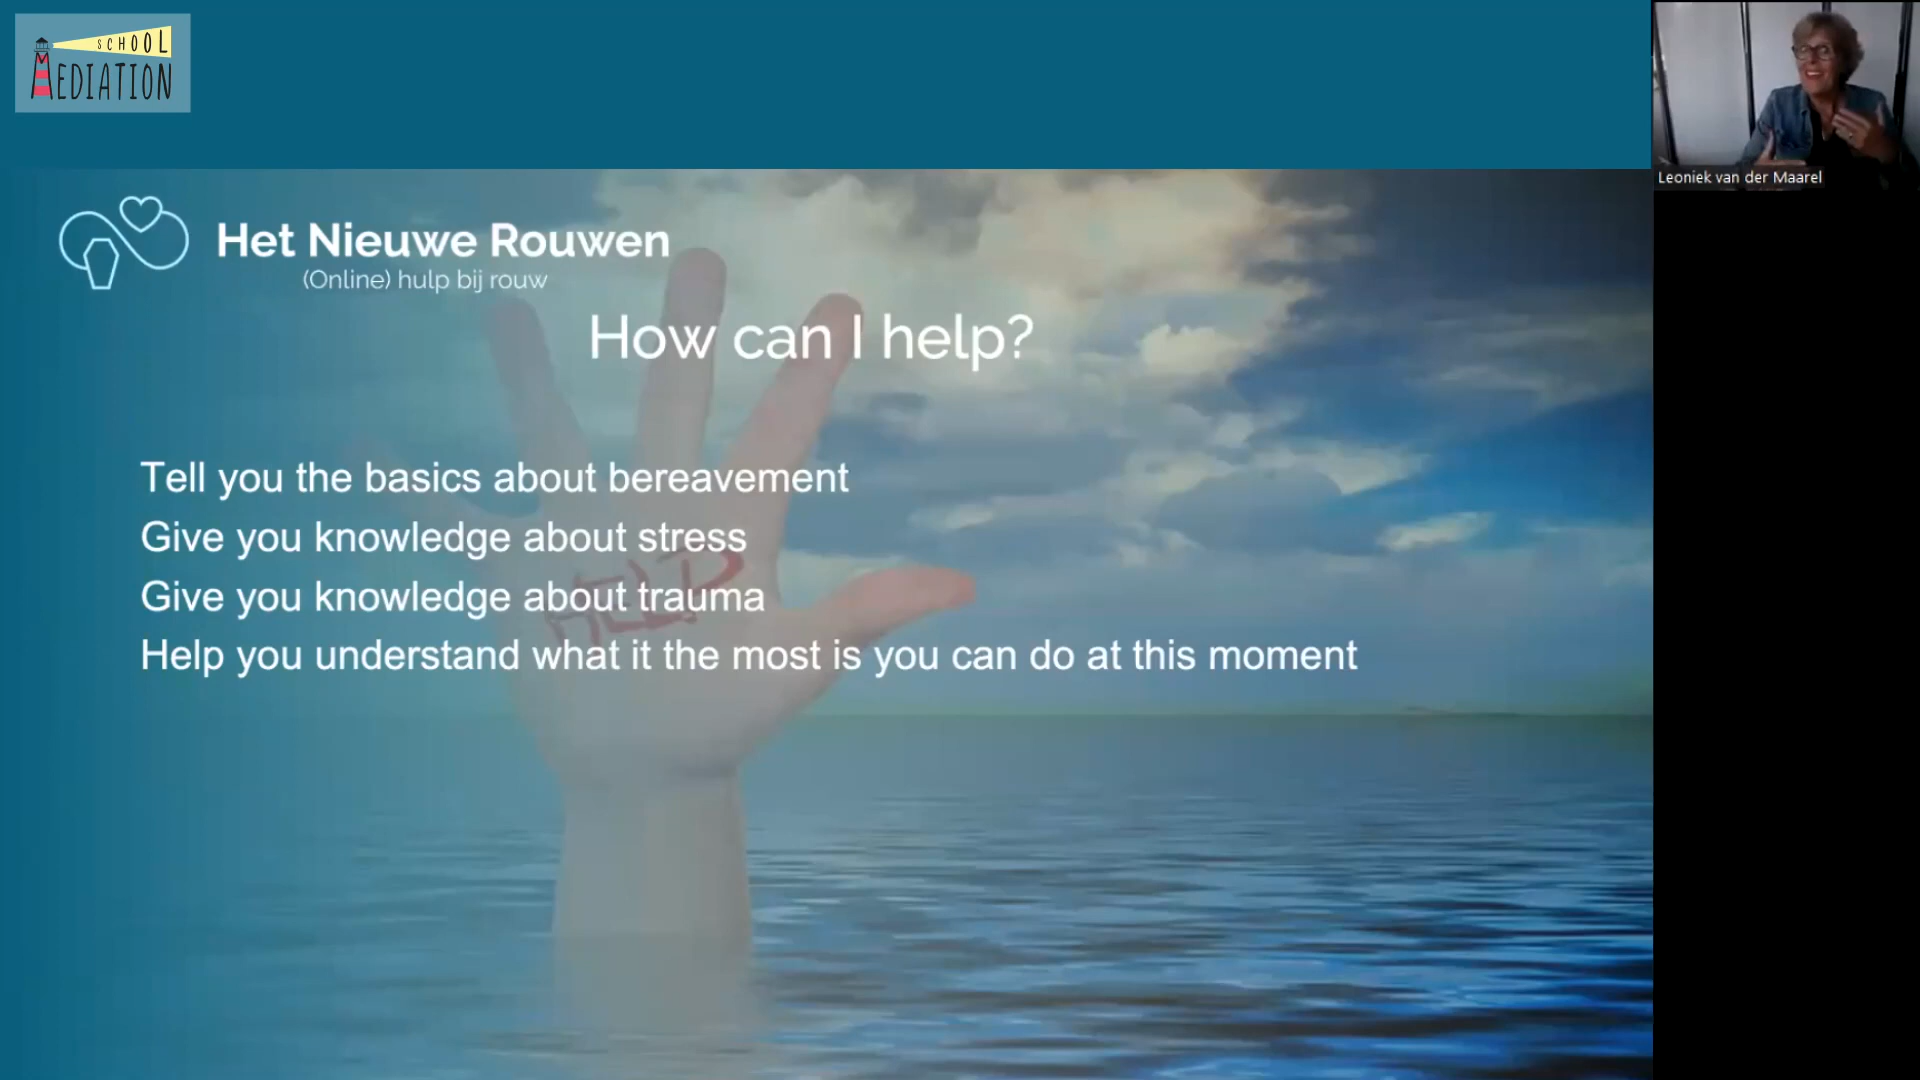 SCHOOL
MEDIATION
Leoniek van der Maarel
Het Nieuwe Rouwen
(Online) hulp bij rouw
How can I help?
Tell you the basics about bereavement
Give you knowledge about stress
Give you knowledge about trauma
HELP
Help you understand what it the most is you can do at this moment